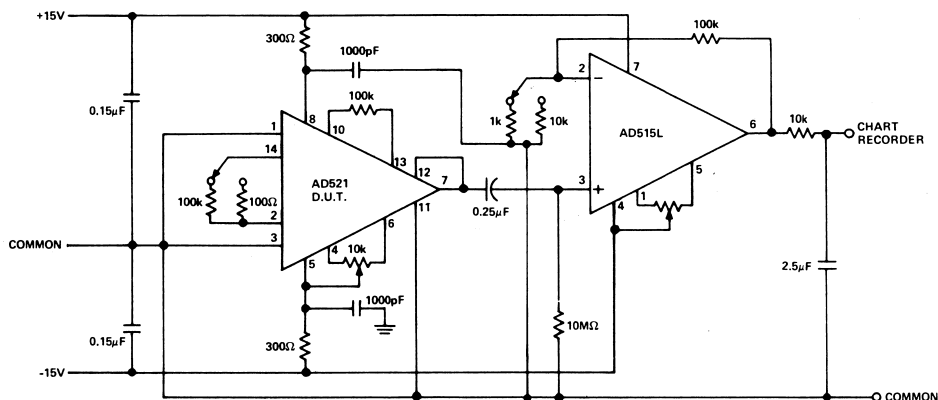 +15V
300Ω
1000pF
100k
0.15µF
8
10
100k
2
7
1k
10k
AD515L
6
10k
CHART
RECORDER
1
14
13
12
7
AD521
D.U.T.
11
100k
100Ω
2
3
0.25µF
3
1
5
4
COMMON
4
10k
6
5
1000pF
2.5µF
0.15µF
300Ω
10MΩ
-15V
COMMON